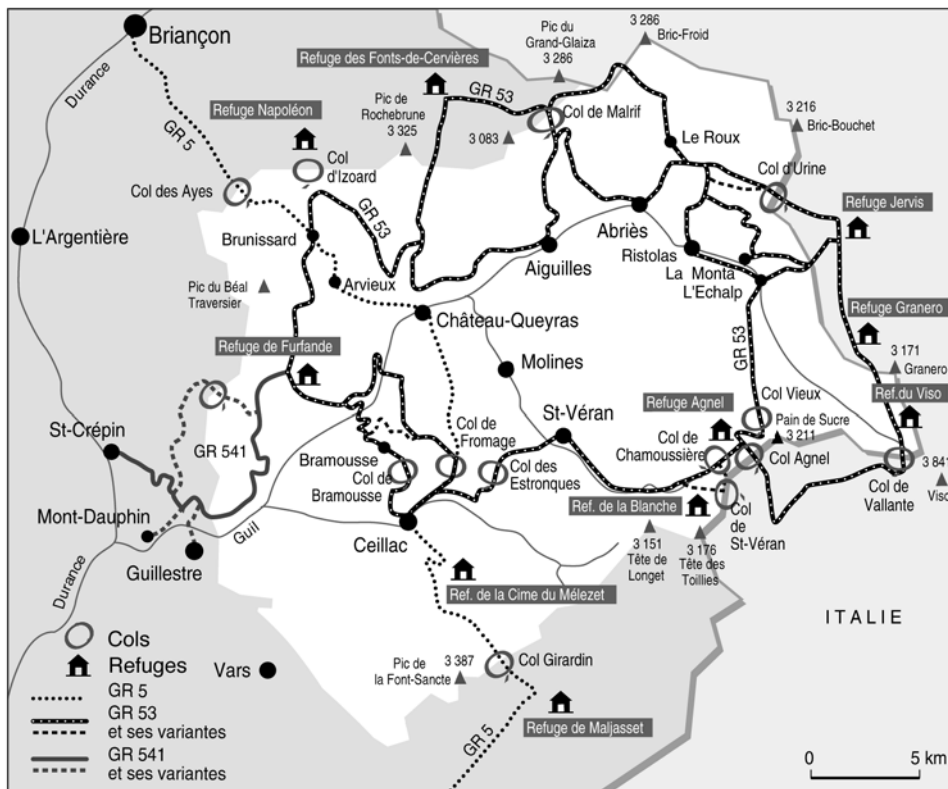 Briançon
Durance
GR 5
Refuge Napoléon
Refuge des Fonts-de-Cervières
Pic de
Rochebrune
3 325
Pic du
Grand-Glaiza
3 286
3 286
Bric-Froid
GR 53
Col de Malrif
3 083
Le Roux
3 216
Bric-Bouchet
Col d'Urine
Col
d'Izoard
Col des Ayes
GR 53
L'Argentière
Brunissard
Abriès
Refuge Jervis
Aiguilles
Ristolas
La Monta
L'Echalp
Pic du Béal
Traversier
Arvieux
Château-Queyras
Refuge Granero
Refuge de Furfande
Molines
GR 53
3 171
Granero
Col Vieux
Ref.du Viso
Refuge Agnel
Pain de Sucre
3 211
St-Véran
Col de
Fromage
Col de
Chamoussière
Col Agnel
St-Crépin
GR 541
Bramousse
Col de
Bramousse
Col des
Estronques
3 841
Viso
Col de
Vallante
Mont-Dauphin
Guil
Ref. de la Blanche
Col
de
St-Véran
Ceillac
3 151
Tête de
Longet
3 176
Tête des
Toillies
Guillestre
Durance
Ref. de la Cime du Mélezet
ITALIE
Cols
Refuges
Vars
Pic de
la Font-Sancte
3 387
Col Girardin
GR 5
GR 53
et ses variantes
Refuge de Maljasset
GR 5
GR 541
et ses variantes
0
5 km